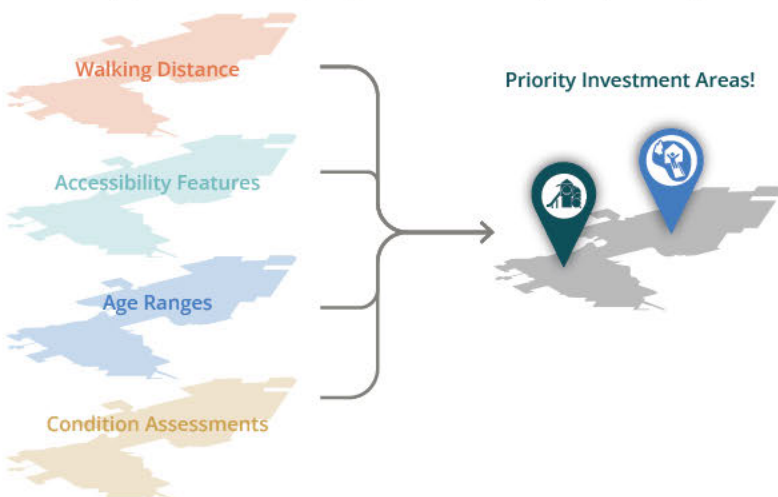 Walking Distance
Priority Investment Areas!
Accessibility Features
Age Ranges
Condition Assessments